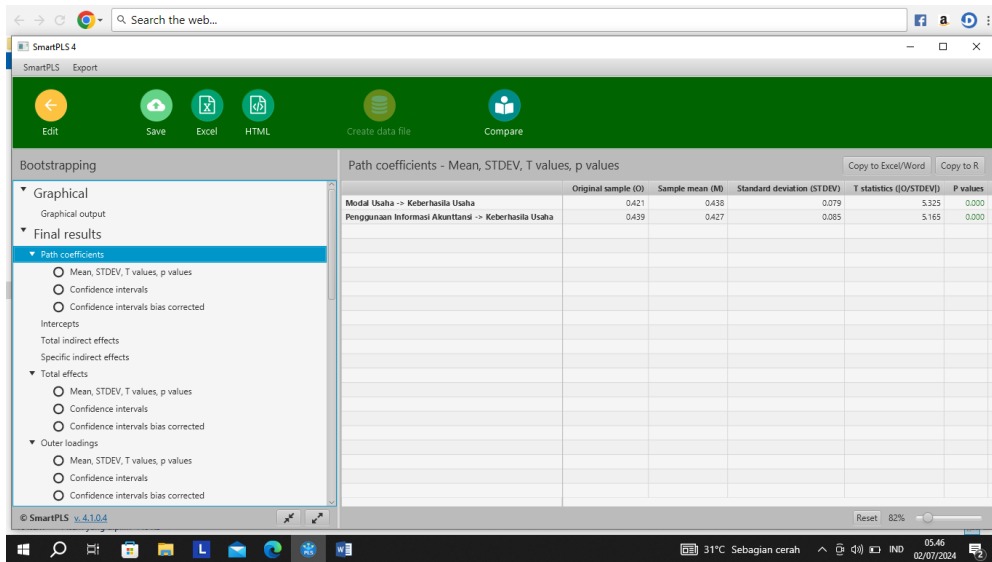 Search the web...
SmartPLS 4
SmartPLS Export
Edit Save Excel HTML Create data file Compare
Bootstrapping
Graphical
Graphical output
Final results
Path coefficients
Mean, STDEV, T values, p values
Confidence intervals
Confidence intervals bias corrected
Intercepts
Total indirect effects
Specific indirect effects
Total effects
Mean, STDEV, T values, p values
Confidence intervals
Confidence intervals bias corrected
Outer loadings
Mean, STDEV, T values, p values
Confidence intervals
Confidence intervals bias corrected
Path coefficients - Mean, STDEV, T values, p values Copy to Excel/Word Copy to R
Original sample (O) Sample mean (M) Standard deviation (STDEV) T statistics (|O/STDEV|) P values
Modal Usaha -> Keberhasila Usaha 0.421 0.438 0.079 5.325 0.000
Penggunaan Informasi Akunttansi -> Keberhasila Usaha 0.439 0.427 0.085 5.165 0.000
© SmartPLS v. 4.1.0.4 Reset 82%
31°C Sebagian cerah IND 05.46
02/07/2024